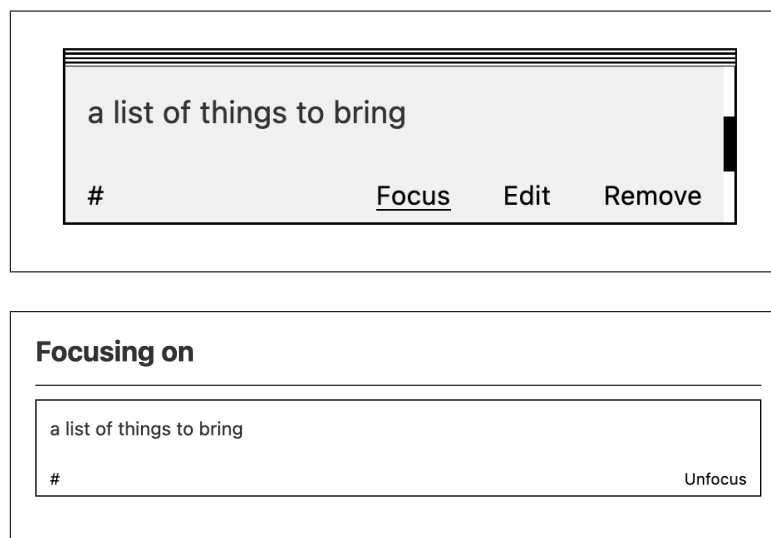 a list of things to bring
# Focus Edit Remove
Focusing on
a list of things to bring
# Unfocus